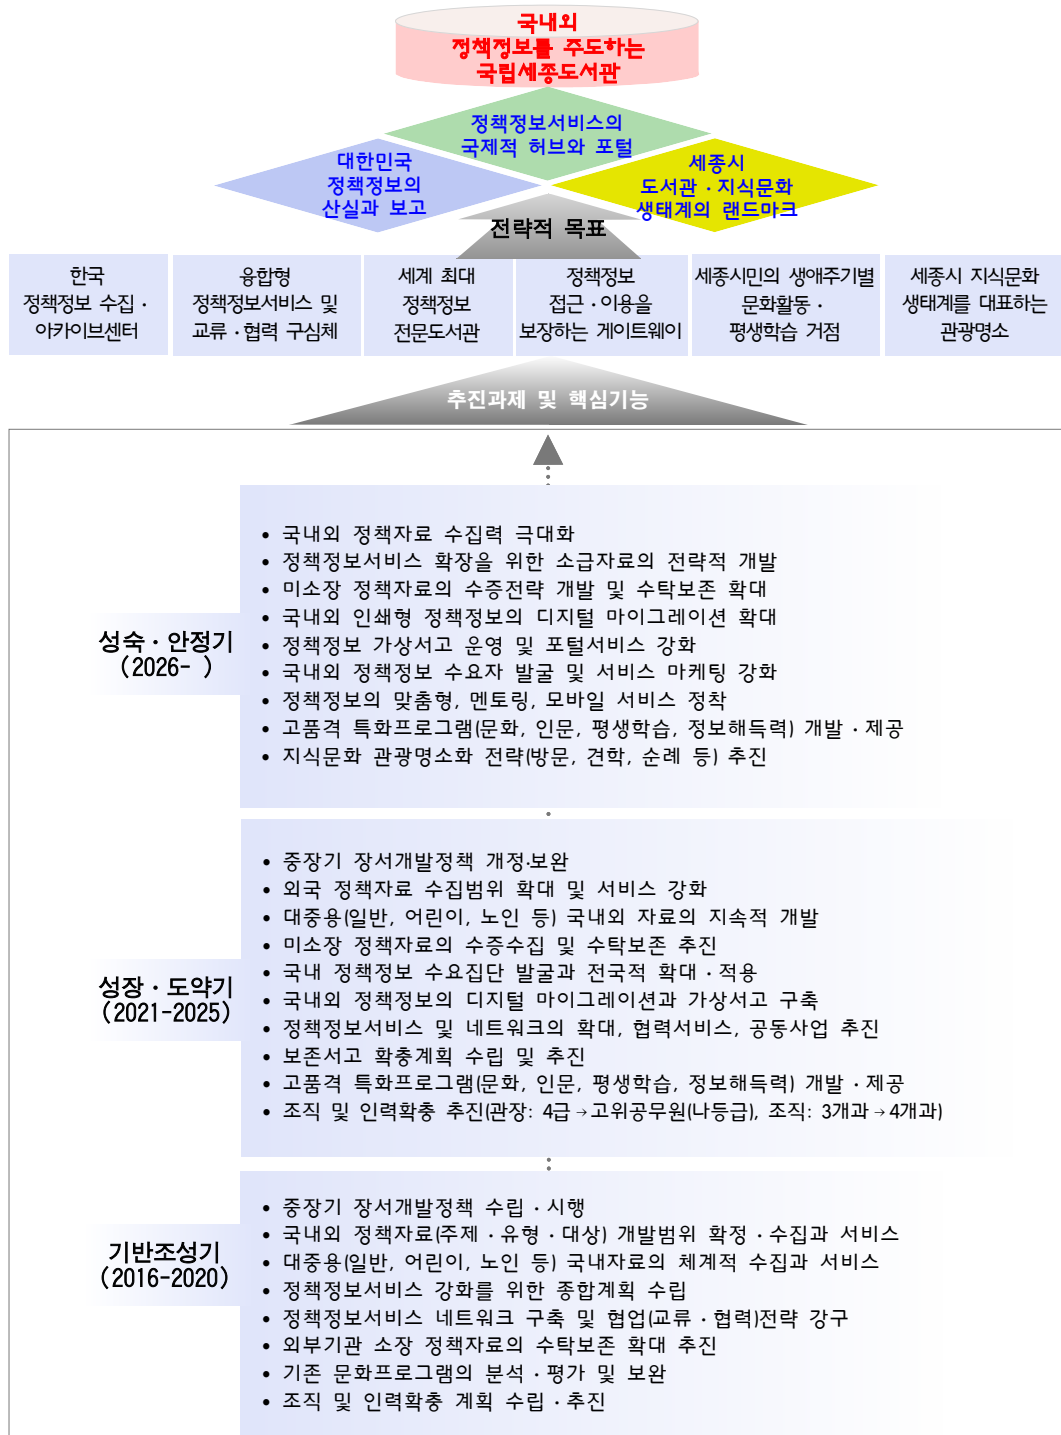 국내외
정책정보를 주도하는
국립세종도서관
정책정보서비스의
국제적 허브와 포털
대한민국
정책정보의
산실과 보고
세종시
도서관·지식문화
생태계의 랜드마크
전략적 목표
한국
정책정보 수집·
아카이브센터
융합형
정책정보서비스 및
교류·협력 구심체
세계 최대
정책정보
전문도서관
정책정보
접근·이용을
보장하는 게이트웨이
세종시민의 생애주기별
문화활동·
평생학습 거점
세종시 지식문화
생태계를 대표하는
관광명소
추진과제 및 핵심기능
성숙·안정기
(2026- )
• 국내외 정책자료 수집력 극대화
• 정책정보서비스 확장을 위한 소급자료의 전략적 개발
• 미소장 정책자료의 수증전략 개발 및 수탁보존 확대
• 국내외 인쇄형 정책정보의 디지털 마이그레이션 확대
• 정책정보 가상서고 운영 및 포털서비스 강화
• 국내외 정책정보 수요자 발굴 및 서비스 마케팅 강화
• 정책정보의 맞춤형, 멘토링, 모바일 서비스 정착
• 고품격 특화프로그램(문화, 인문, 평생학습, 정보해득력) 개발·제공
• 지식문화 관광명소화 전략(방문, 견학, 순례 등) 추진
성장·도약기
(2021-2025)
• 중장기 장서개발정책 개정·보완
• 외국 정책자료 수집범위 확대 및 서비스 강화
• 대중용(일반, 어린이, 노인 등) 국내외 자료의 지속적 개발
• 미소장 정책자료의 수증수집 및 수탁보존 추진
• 국내 정책정보 수요집단 발굴과 전국적 확대·적용
• 국내외 정책정보의 디지털 마이그레이션과 가상서고 구축
• 정책정보서비스 및 네트워크의 확대, 협력서비스, 공동사업 추진
• 보존서고 확충계획 수립 및 추진
• 고품격 특화프로그램(문화, 인문, 평생학습, 정보해득력) 개발·제공
• 조직 및 인력확충 추진(관장: 4급→고위공무원(나등급), 조직: 3개과→4개과)
기반조성기
(2016-2020)
• 중장기 장서개발정책 수립·시행
• 국내외 정책자료(주제·유형·대상) 개발범위 확정·수집과 서비스
• 대중용(일반, 어린이, 노인 등) 국내자료의 체계적 수집과 서비스
• 정책정보서비스 강화를 위한 종합계획 수립
• 정책정보서비스 네트워크 구축 및 협업(교류·협력)전략 강구
• 외부기관 소장 정책자료의 수탁보존 확대 추진
• 기존 문화프로그램의 분석·평가 및 보완
• 조직 및 인력확충 계획 수립·추진